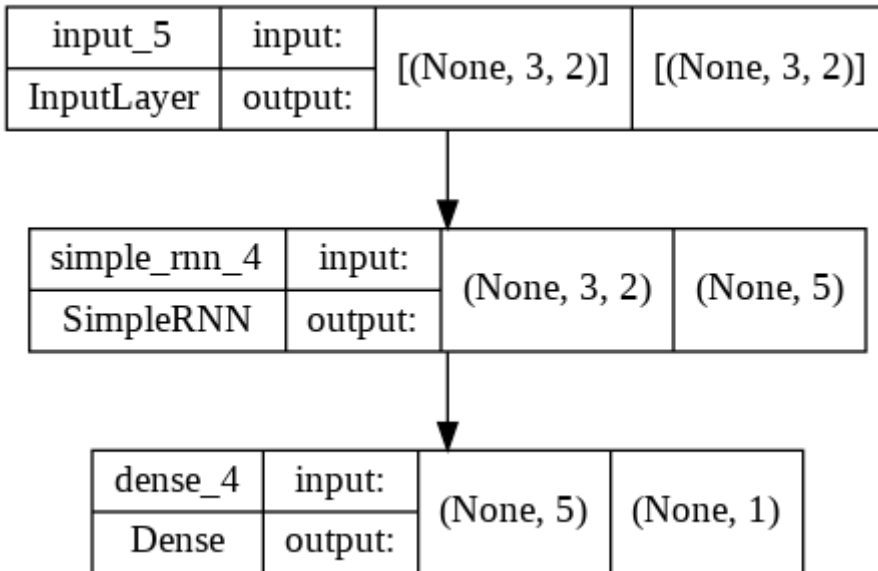 input_5 input: [(None, 3, 2)] [(None, 3, 2)]
InputLayer output:
simple_rnn_4 input: (None, 3, 2) (None, 5)
SimpleRNN output:
dense_4 input: (None, 5) (None, 1)
Dense output: